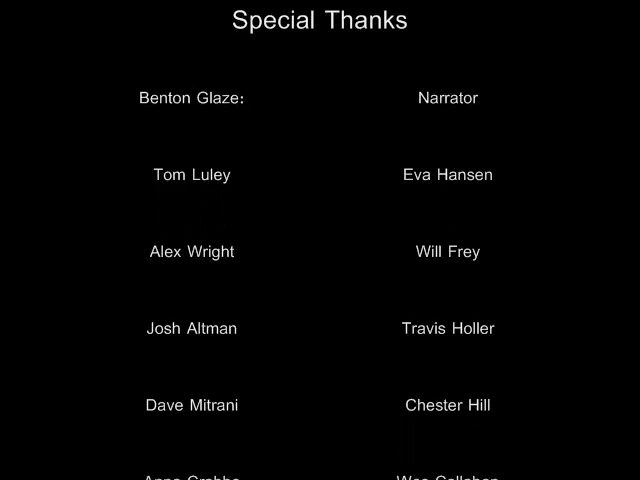 Special Thanks
Benton Glaze: Narrator
Tom Luley Eva Hansen
Alex Wright Will Frey
Josh Altman Travis Holler
Dave Mitrani Chester Hill